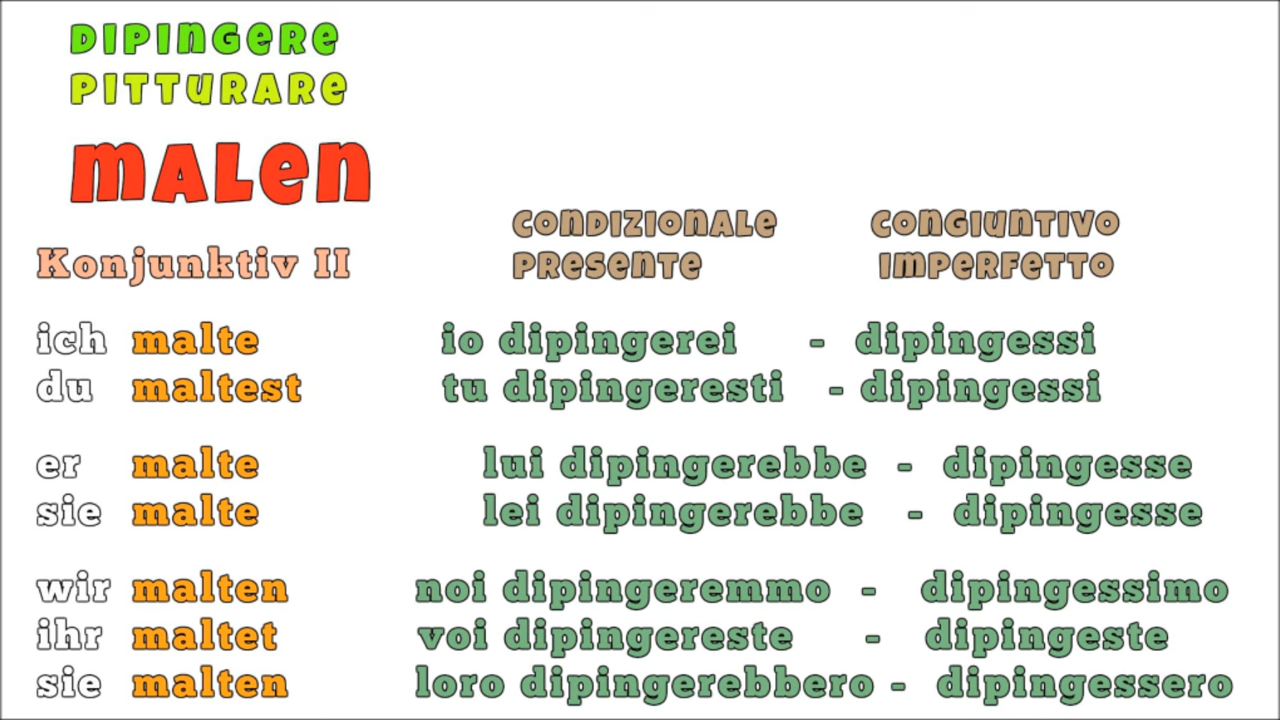 DIPINGERE
PITTURARE
MALEN
CONDIZIONALE CONGIUNTIVO
Konjunktiv II PRESENTE IMPERFETTO
ich malte io dipingerei - dipingessi
du maltest tu dipingeresti - dipingessi
er malte lui dipingerebbe - dipingesse
sie malte lei dipingerebbe - dipingesse
wir malten noi dipingeremmo - dipingessimo
ihr maltet voi dipingereste - dipingeste
sie malten loro dipingerebbero - dipingessero